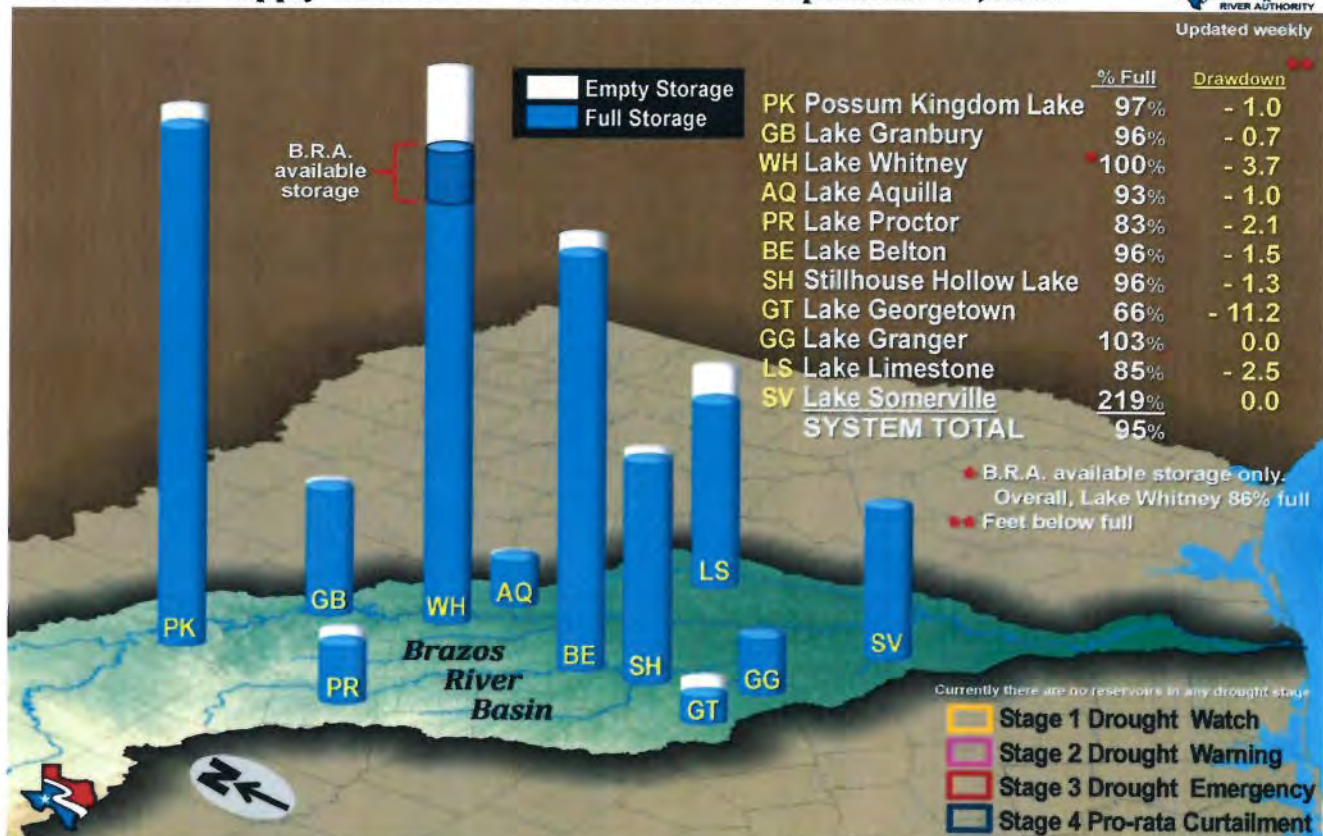 RIVER AUTHORITY
Updated weekly
Empty Storage
Full Storage
B.R.A.
available
storage
% Full Drawdown **
PK Possum Kingdom Lake 97% - 1.0
GB Lake Granbury 96% - 0.7
WH Lake Whitney *100% - 3.7
AQ Lake Aquilla 93% - 1.0
PR Lake Proctor 83% - 2.1
BE Lake Belton 96% - 1.5
SH Stillhouse Hollow Lake 96% - 1.3
GT Lake Georgetown 66% - 11.2
GG Lake Granger 103% 0.0
LS Lake Limestone 85% - 2.5
SV Lake Somerville 219% 0.0
SYSTEM TOTAL 95%
* B.R.A. available storage only.
Overall, Lake Whitney 86% full
** Feet below full
PK
GB
WH
AQ
LS
PR
BE
SH
GT
GG
SV
Brazos
River
Basin
N
Currently there are no reservoirs in any drought stage
Stage 1 Drought Watch
Stage 2 Drought Warning
Stage 3 Drought Emergency
Stage 4 Pro-rata Curtailment